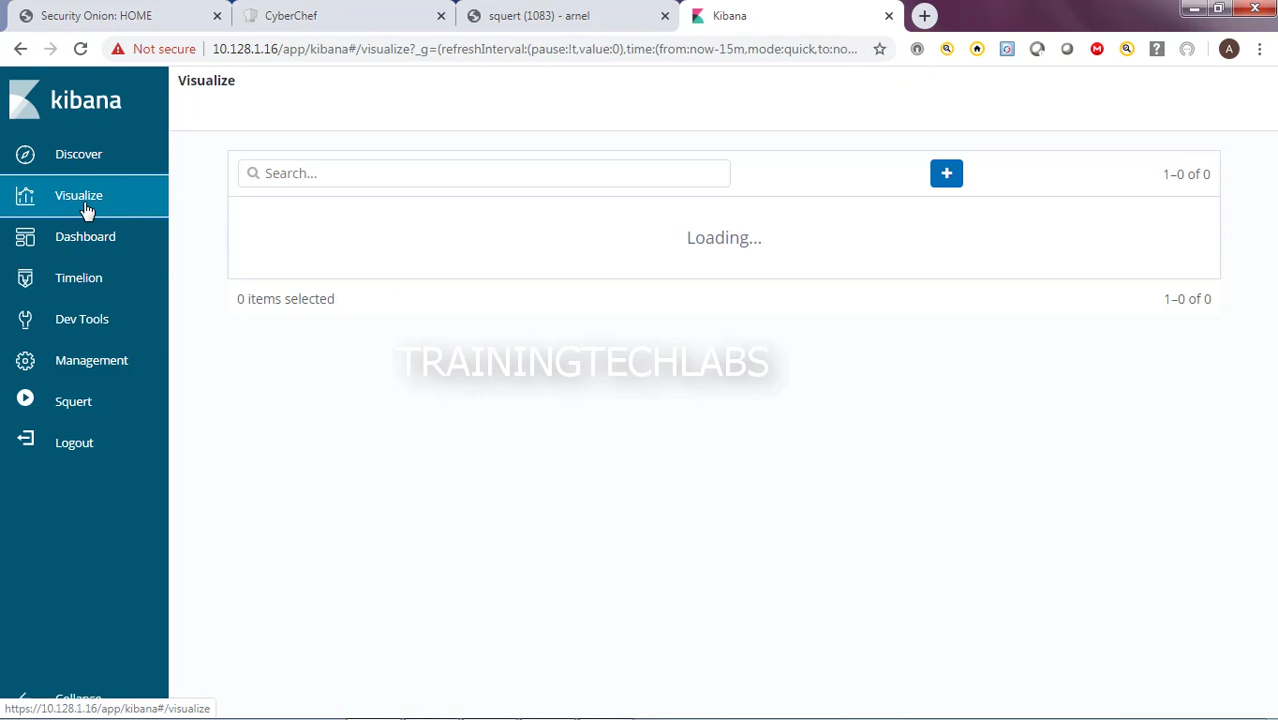 Security Onion: HOME
CyberChef
squert (1083) - arnel
Kibana
Not secure
10.128.1.16/app/kibana#/visualize?_g=(refreshInterval:(pause:!t,value:0),time:(from:now-15m,mode:quick,to:no...
A
kibana
Visualize
Discover
Search...
1–0 of 0
Visualize
Loading...
Dashboard
Timelion
0 items selected
1–0 of 0
Dev Tools
Management
TRAININGTECHLABS
Squert
Logout
Collapse
https://10.128.1.16/app/kibana#/visualize